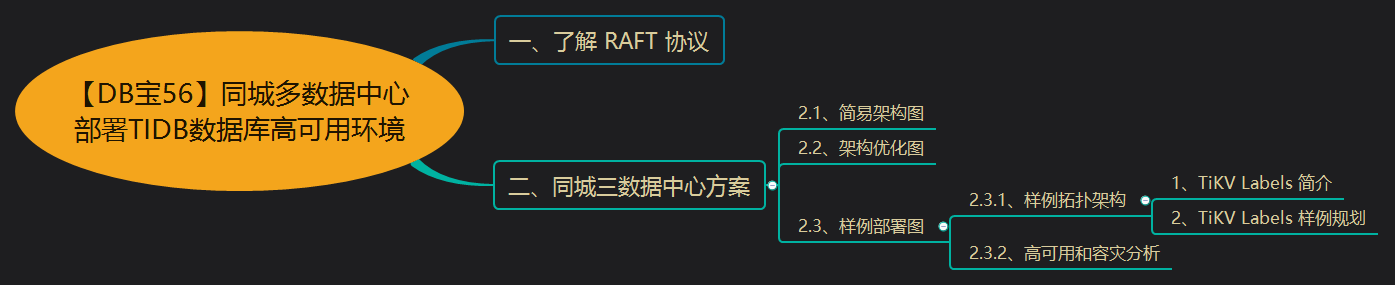 【DB宝56】同城多数据中心
部署TIDB数据库高可用环境
一、了解 RAFT 协议
二、同城三数据中心方案
2.1、简易架构图
2.2、架构优化图
2.3、样例部署图
2.3.1、样例拓扑架构
1、TiKV Labels 简介
2、TiKV Labels 样例规划
2.3.2、高可用和容灾分析